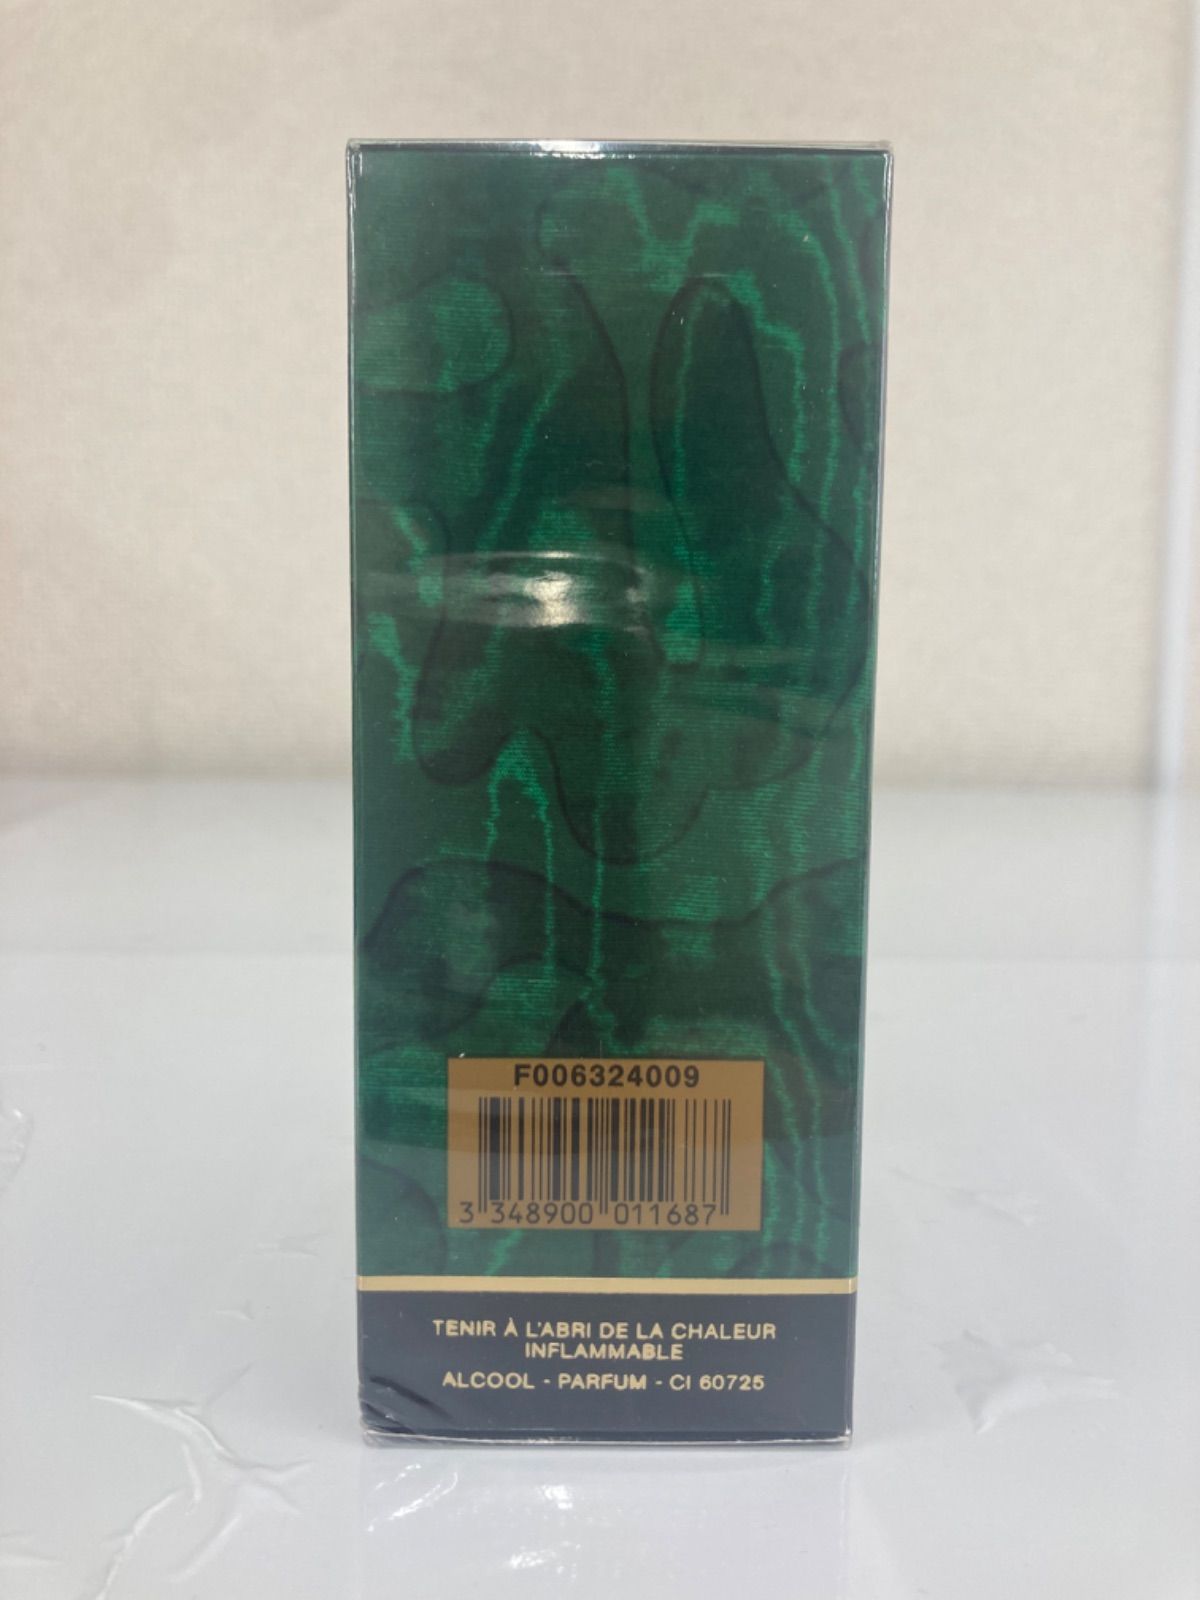 F006324009
3 348900 011687
TENIR À L'ABRI DE LA CHALEUR
INFLAMMABLE
ALCOOL - PARFUM - CI 60725